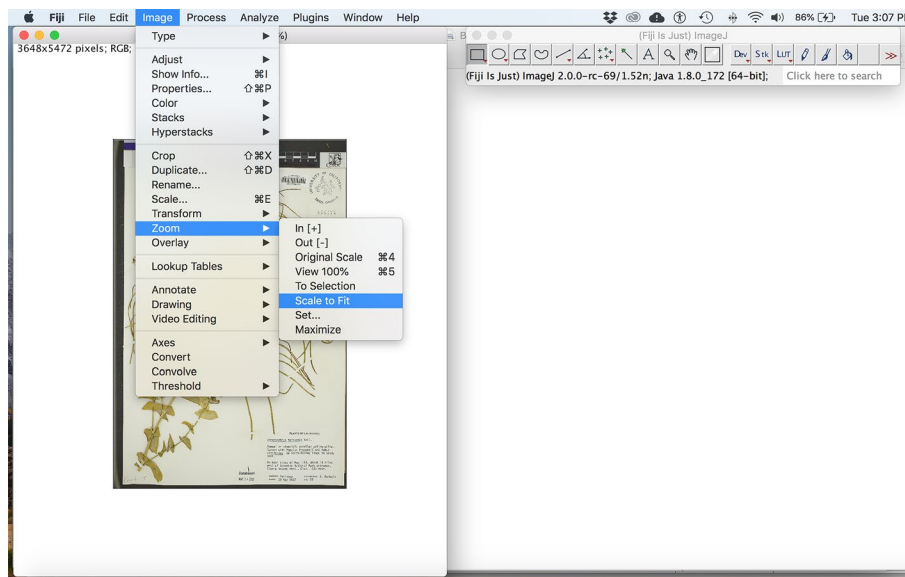 Fiji File Edit Image Process Analyze Plugins Window Help 86% Tue 3:07
%)
(Fiji Is Just) ImageJ
3648x5472 pixels; RGB;
Dev Stk LUT
(Fiji Is Just) ImageJ 2.0.0-rc-69/1.52n; Java 1.8.0_172 [64-bit]; Click here to search
Type
Adjust
Show Info... ⌘I
Properties... ⇧⌘P
Color
Stacks
Hyperstacks
Crop ⇧⌘X
Duplicate... ⇧⌘D
Rename...
Scale... ⌘E
Transform
Zoom
Overlay
Lookup Tables
Annotate
Drawing
Video Editing
Axes
Convert
Convolve
Threshold
In [+]
Out [-]
Original Scale ⌘4
View 100% ⌘5
To Selection
Scale to Fit
Set...
Maximize